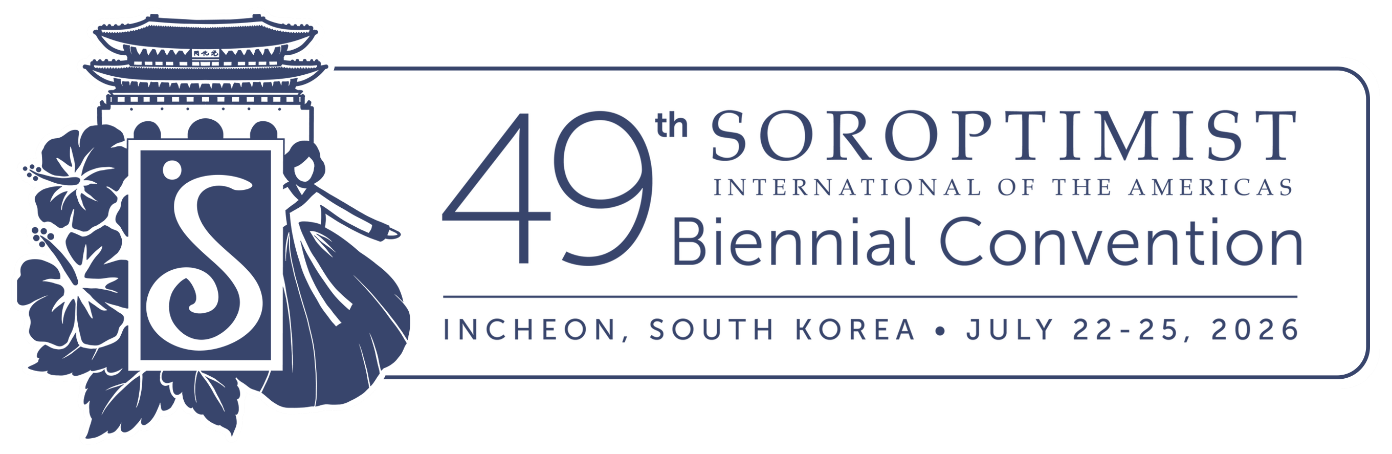 49th SOROPTIMIST
INTERNATIONAL OF THE AMERICAS
Biennial Convention
INCHEON, SOUTH KOREA • JULY 22-25, 2026
S